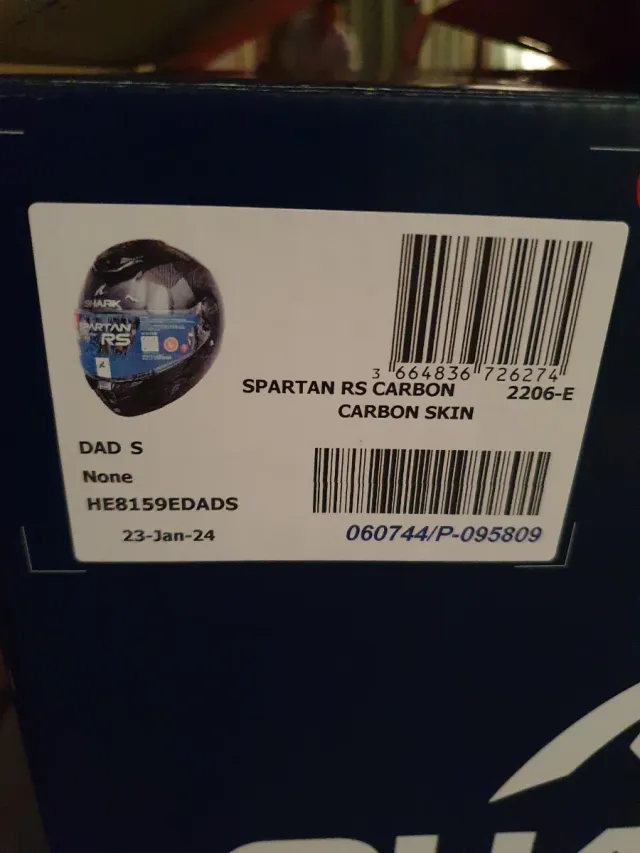 SHARK
SPARTAN
RS
3 664836 726274
SPARTAN RS CARBON 2206-E
CARBON SKIN
DAD S
None
HE8159EDADS
23-Jan-24
060744/P-095809